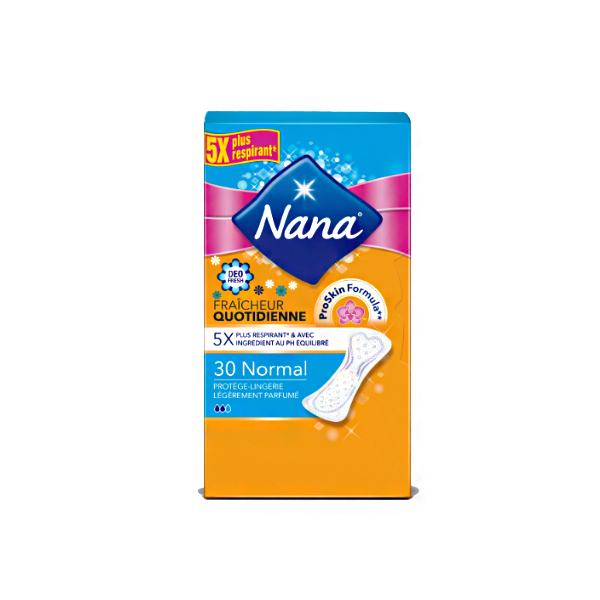 5X plus
respirant*
Nana®
DEO
FRESH
ProSkin Formula**
FRAÎCHEUR
QUOTIDIENNE
5X PLUS RESPIRANT* & AVEC
INGRÉDIENT AU PH ÉQUILIBRÉ
30 Normal
PROTÈGE-LINGERIE
LÉGÈREMENT PARFUMÉ